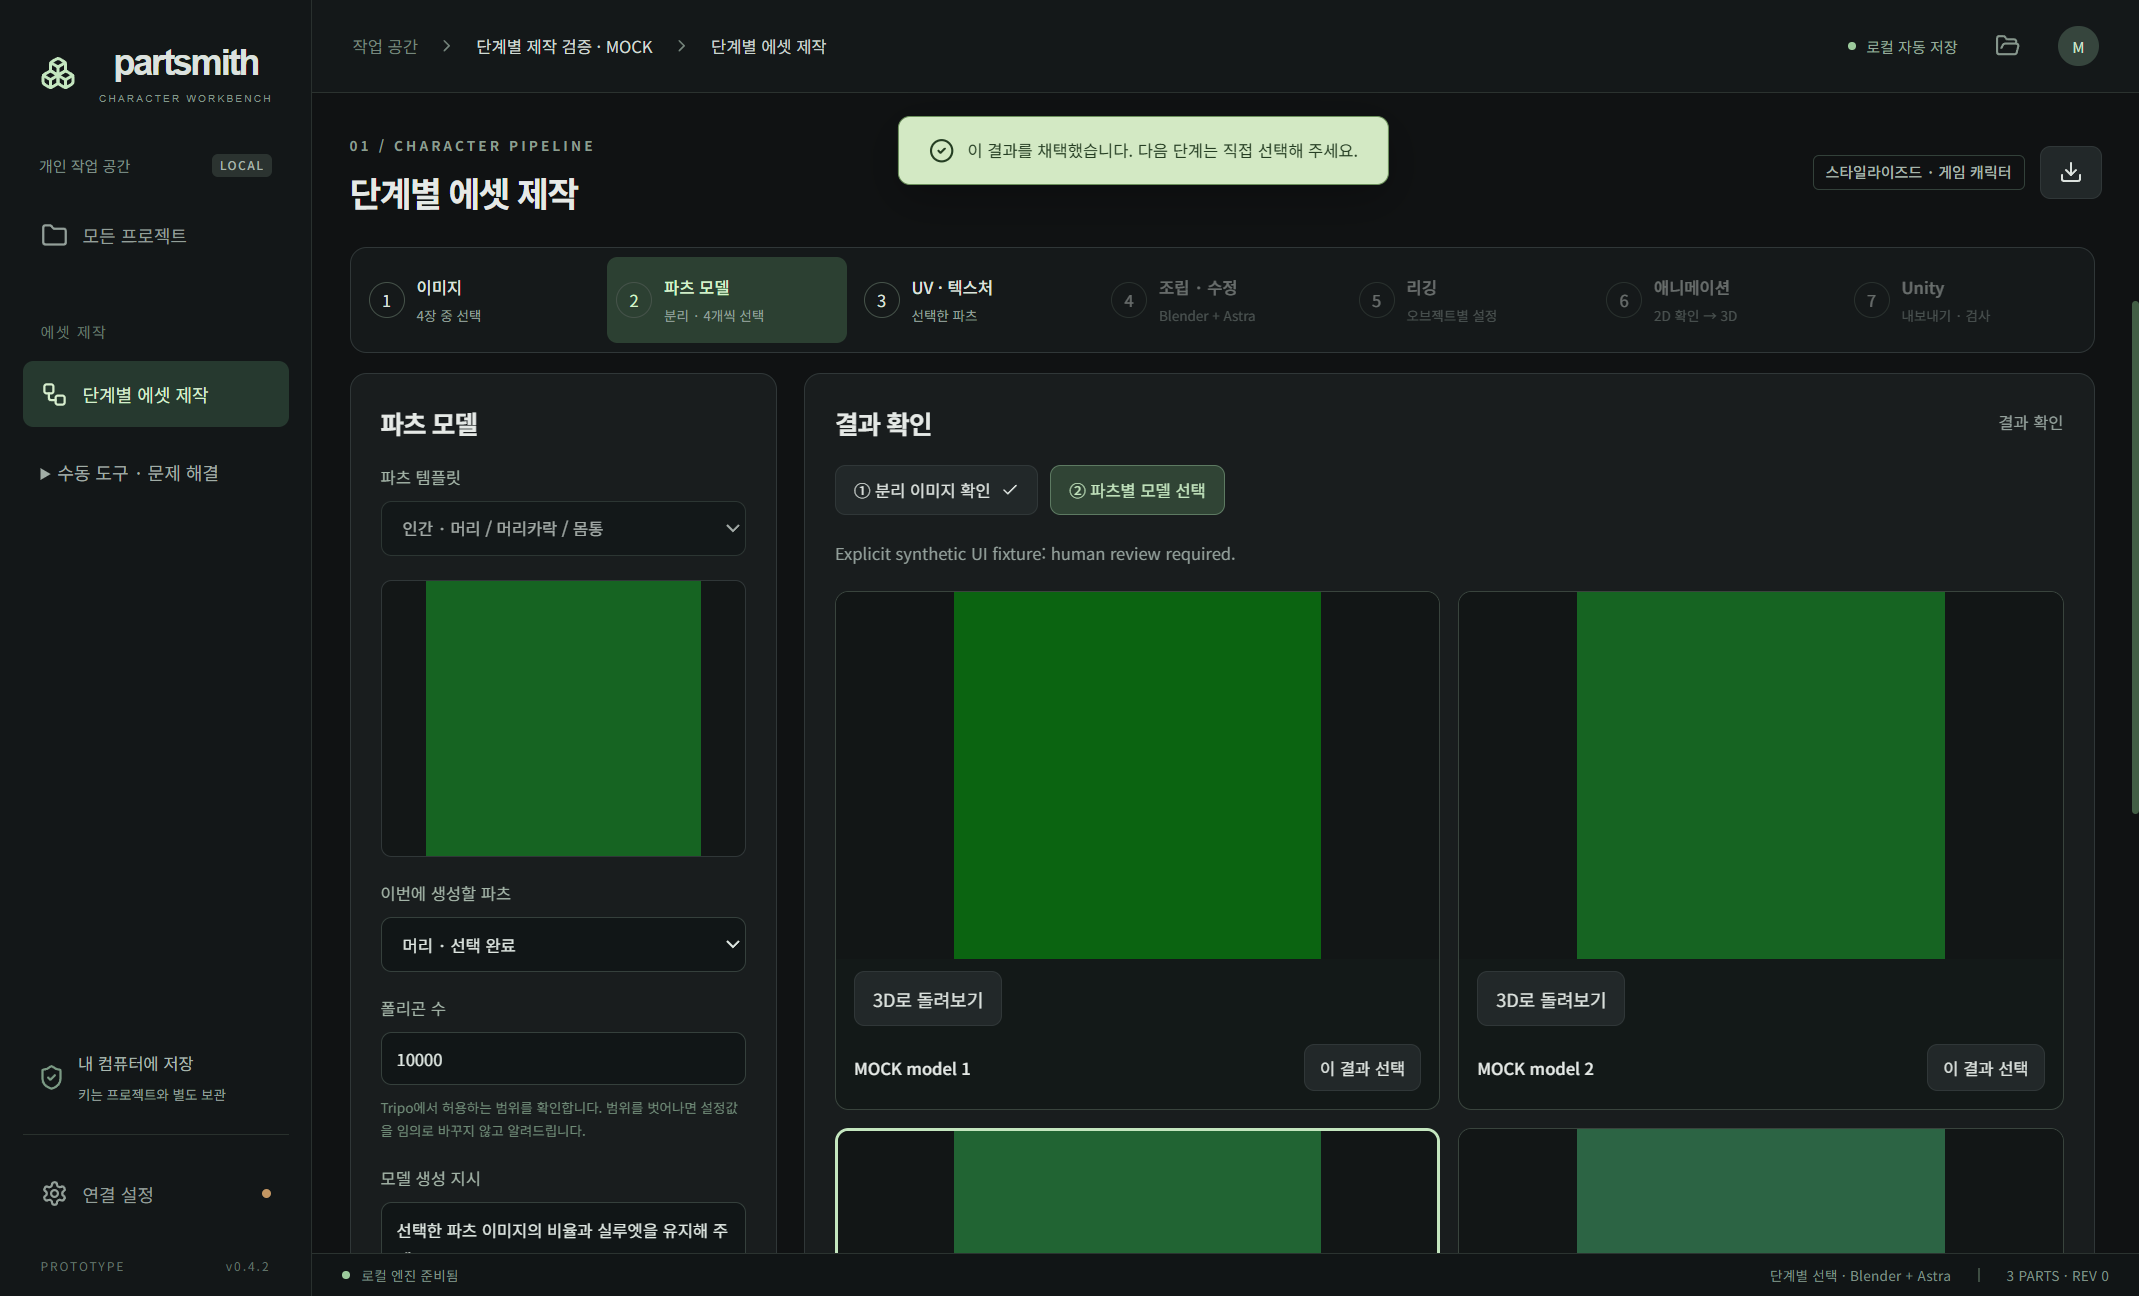 partsmith
CHARACTER WORKBENCH
개인 작업 공간
LOCAL
모든 프로젝트
에셋 제작
단계별 에셋 제작
수동 도구 · 문제 해결
내 컴퓨터에 저장
키는 프로젝트와 별도 보관
연결 설정
PROTOTYPE
v0.4.2
작업 공간
단계별 제작 검증 · MOCK
단계별 에셋 제작
로컬 자동 저장
M
01 / CHARACTER PIPELINE
단계별 에셋 제작
이 결과를 채택했습니다. 다음 단계는 직접 선택해 주세요.
스타일라이즈드 · 게임 캐릭터
1
이미지
4장 중 선택
2
파츠 모델
분리 · 4개씩 선택
3
UV · 텍스처
선택한 파츠
4
조립 · 수정
Blender + Astra
5
리깅
오브젝트별 설정
6
애니메이션
2D 확인 → 3D
7
Unity
내보내기 · 검사
파츠 모델
파츠 템플릿
인간 · 머리 / 머리카락 / 몸통
이번에 생성할 파츠
머리 · 선택 완료
폴리곤 수
10000
Tripo에서 허용하는 범위를 확인합니다. 범위를 벗어나면 설정값
을 임의로 바꾸지 않고 알려드립니다.
모델 생성 지시
선택한 파츠 이미지의 비율과 실루엣을 유지해 주
결과 확인
결과 확인
① 분리 이미지 확인
② 파츠별 모델 선택
Explicit synthetic UI fixture: human review required.
3D로 돌려보기
MOCK model 1
이 결과 선택
3D로 돌려보기
MOCK model 2
이 결과 선택
로컬 엔진 준비됨
단계별 선택 · Blender + Astra
3 PARTS · REV 0